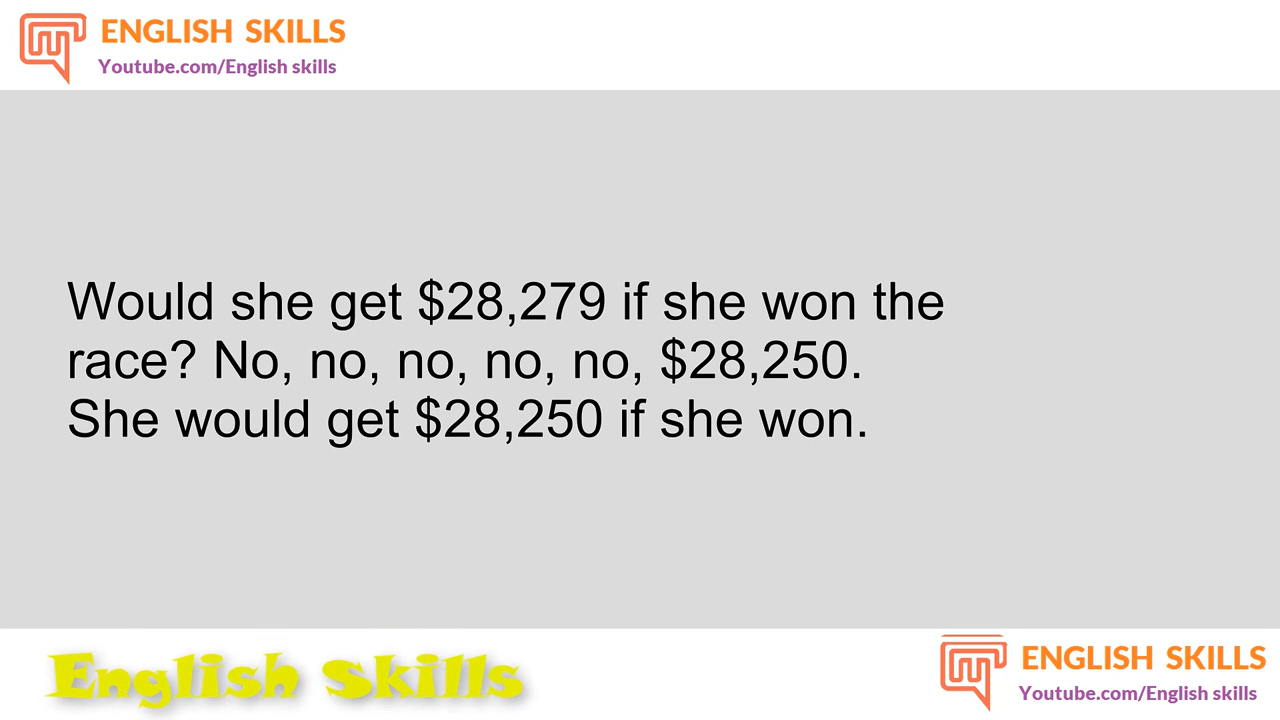 ENGLISH SKILLS
Youtube.com/English skills
Would she get $28,279 if she won the
race? No, no, no, no, no, $28,250.
She would get $28,250 if she won.
English Skills
ENGLISH SKILLS
Youtube.com/English skills